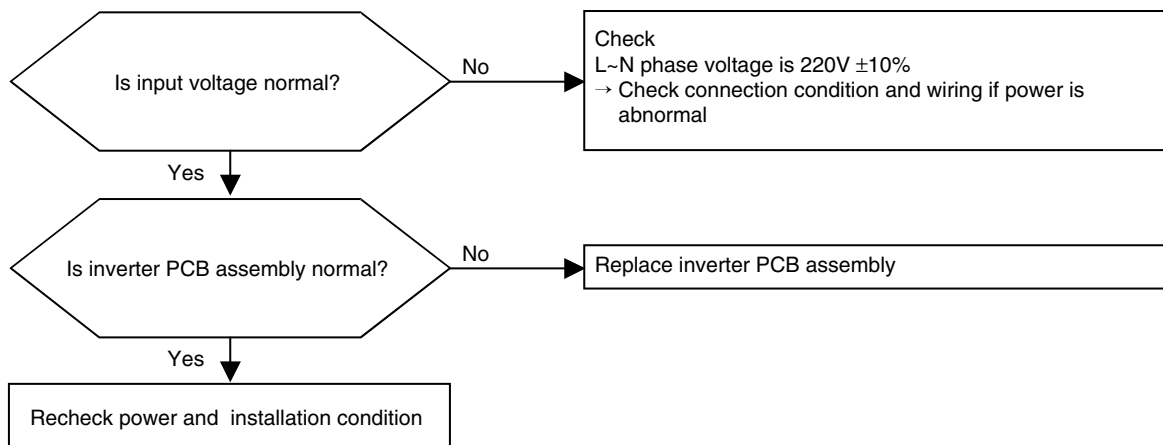 Is input voltage normal?
No
Check
L~N phase voltage is 220V ±10%
→ Check connection condition and wiring if power is
abnormal
Yes
Is inverter PCB assembly normal?
No
Replace inverter PCB assembly
Yes
Recheck power and installation condition